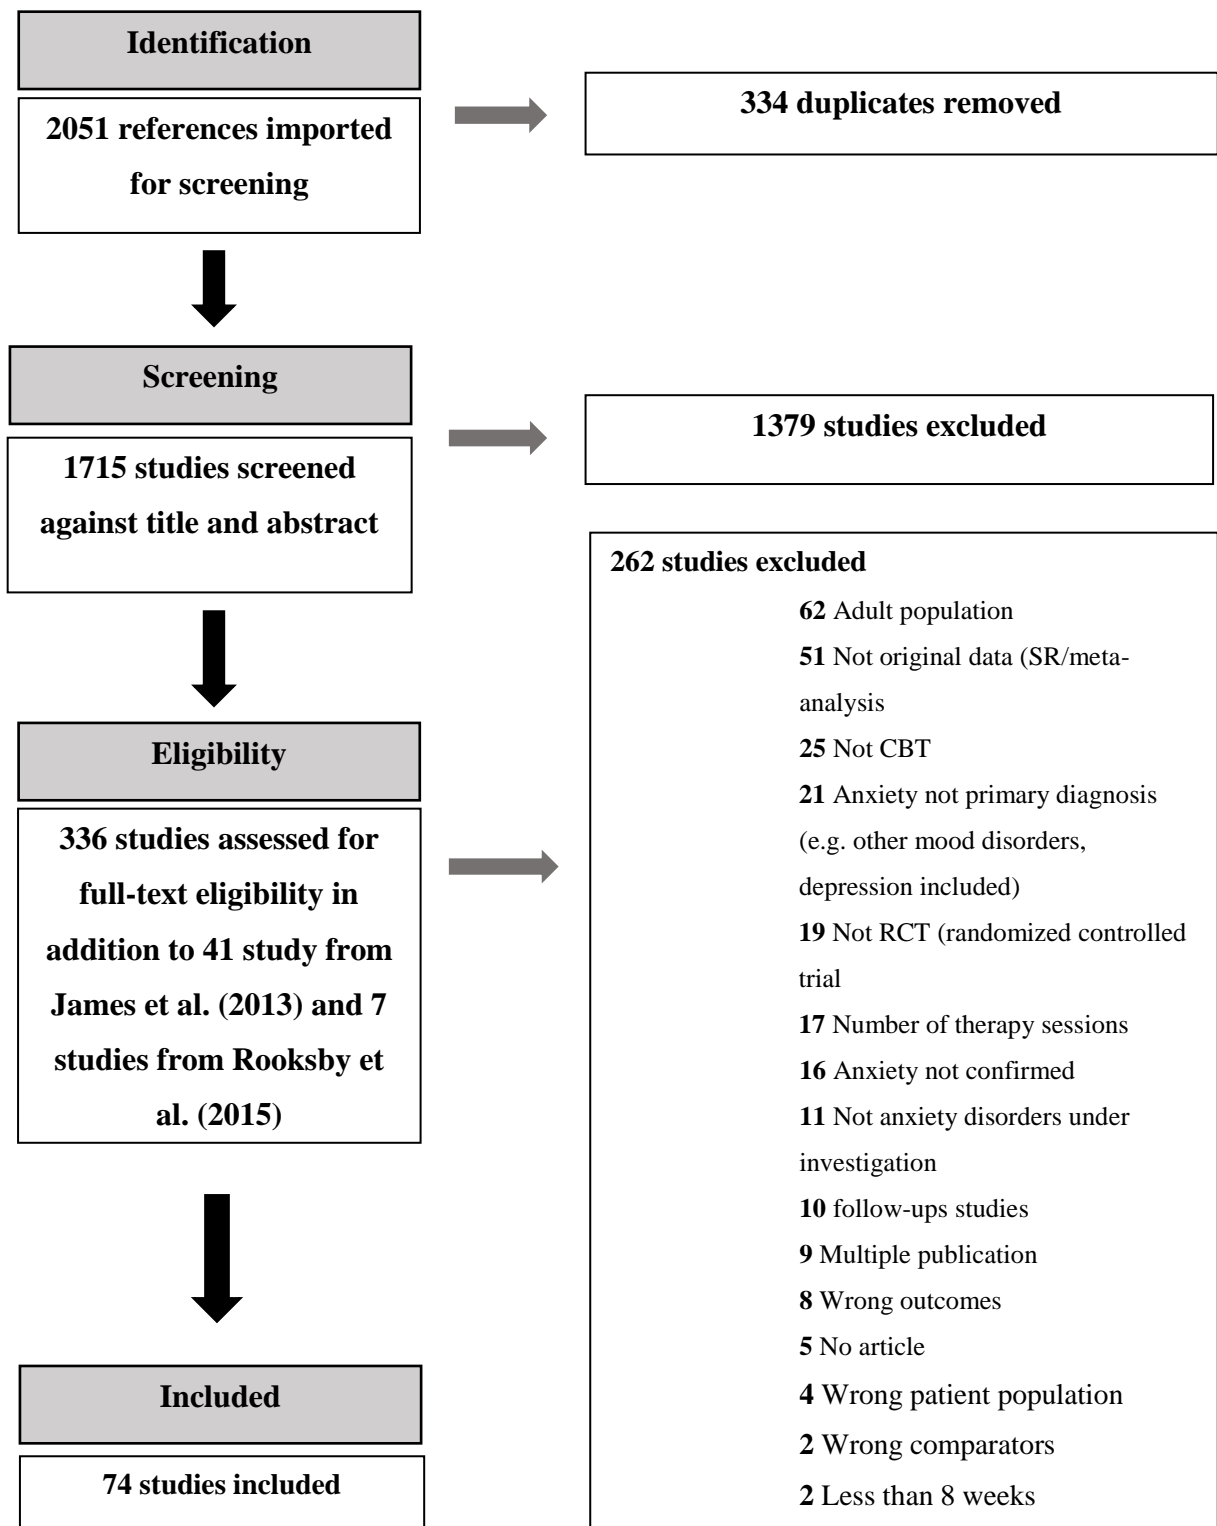 Identification
2051 references imported
for screening
334 duplicates removed
Screening
1715 studies screened
against title and abstract
1379 studies excluded
Eligibility
336 studies assessed for
full-text eligibility in
addition to 41 study from
James et al. (2013) and 7
studies from Rooksby et
al. (2015)
262 studies excluded
62 Adult population
51 Not original data (SR/meta-
analysis
25 Not CBT
21 Anxiety not primary diagnosis
(e.g. other mood disorders,
depression included)
19 Not RCT (randomized controlled
trial
17 Number of therapy sessions
16 Anxiety not confirmed
11 Not anxiety disorders under
investigation
10 follow-ups studies
9 Multiple publication
8 Wrong outcomes
5 No article
4 Wrong patient population
2 Wrong comparators
2 Less than 8 weeks
Included
74 studies included